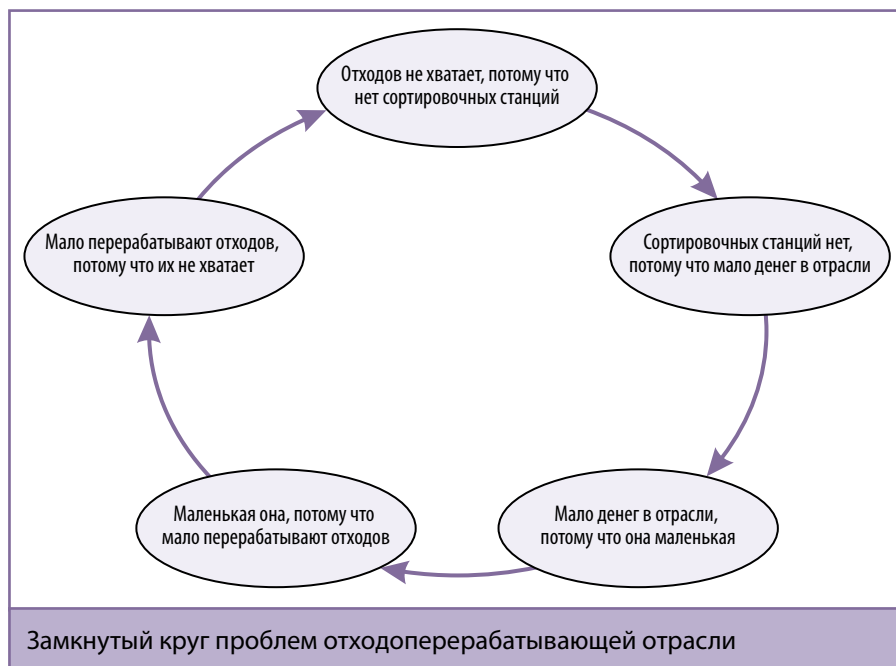 Отходов не хватает, потому что
нет сортировочных станций
Сортировочных станций нет,
потому что мало денег в отрасли
Мало денег в отрасли,
потому что она маленькая
Маленькая она, потому что
мало перерабатывают отходов
Мало перерабатывают отходов,
потому что их не хватает
Замкнутый круг проблем отходоперерабатывающей отрасли